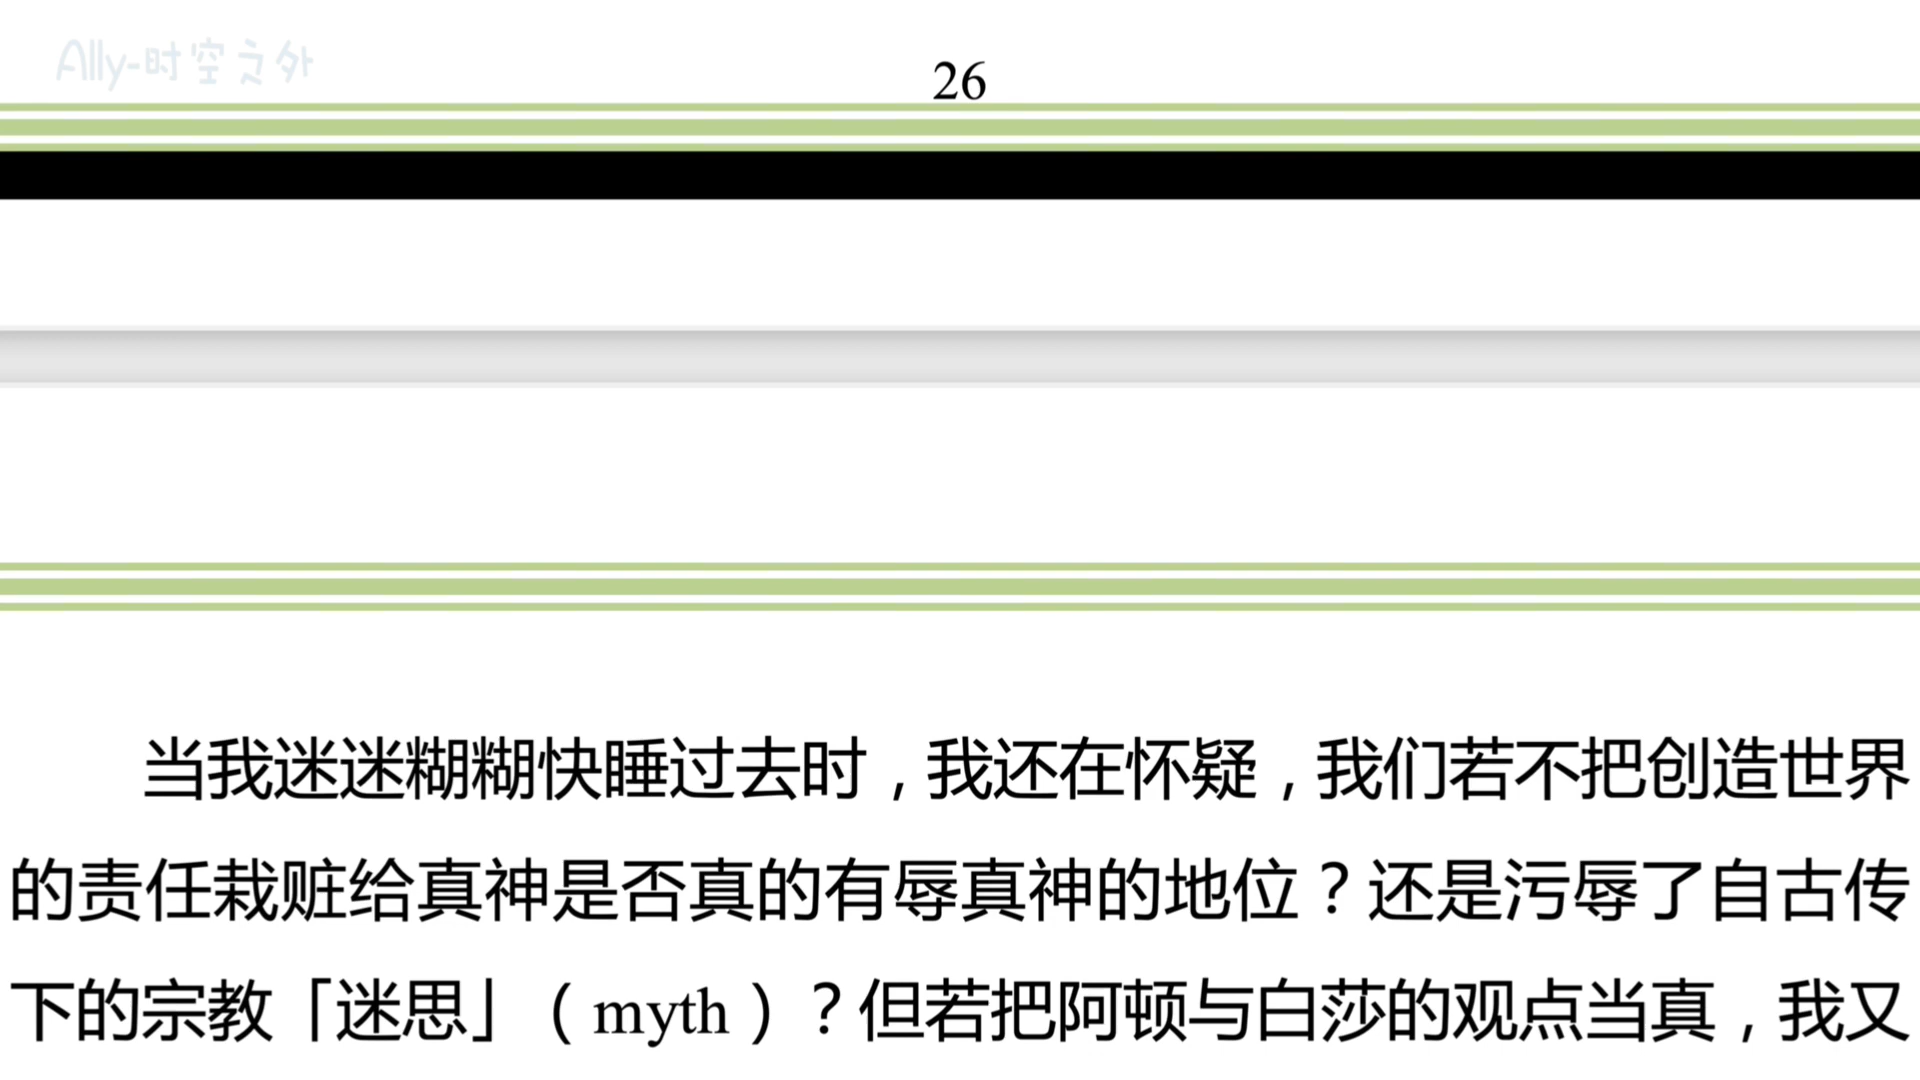 Ally-时空之外
26
当我迷迷糊糊快睡过去时，我还在怀疑，我们若不把创造世界
的责任栽赃给真神是否真的有辱真神的地位？还是污辱了自古传
下的宗教「迷思」（myth）？但若把阿顿与白莎的观点当真，我又